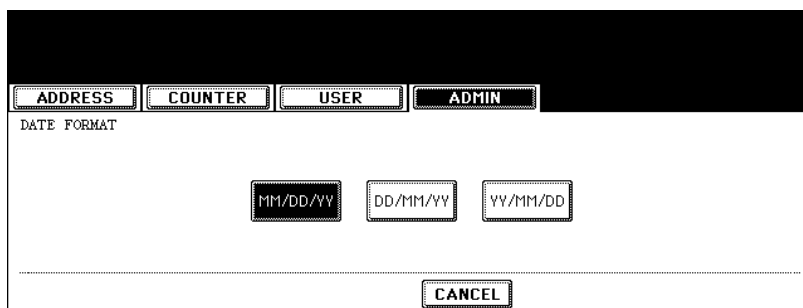 ADDRESS COUNTER USER ADMIN
DATE FORMAT
MM/DD/YY DD/MM/YY YY/MM/DD
CANCEL